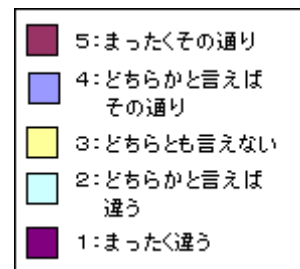 5:まったくその通り
4:どちらかと言えば
その通り
3:どちらとも言えない
2:どちらかと言えば
違う
1:まったく違う